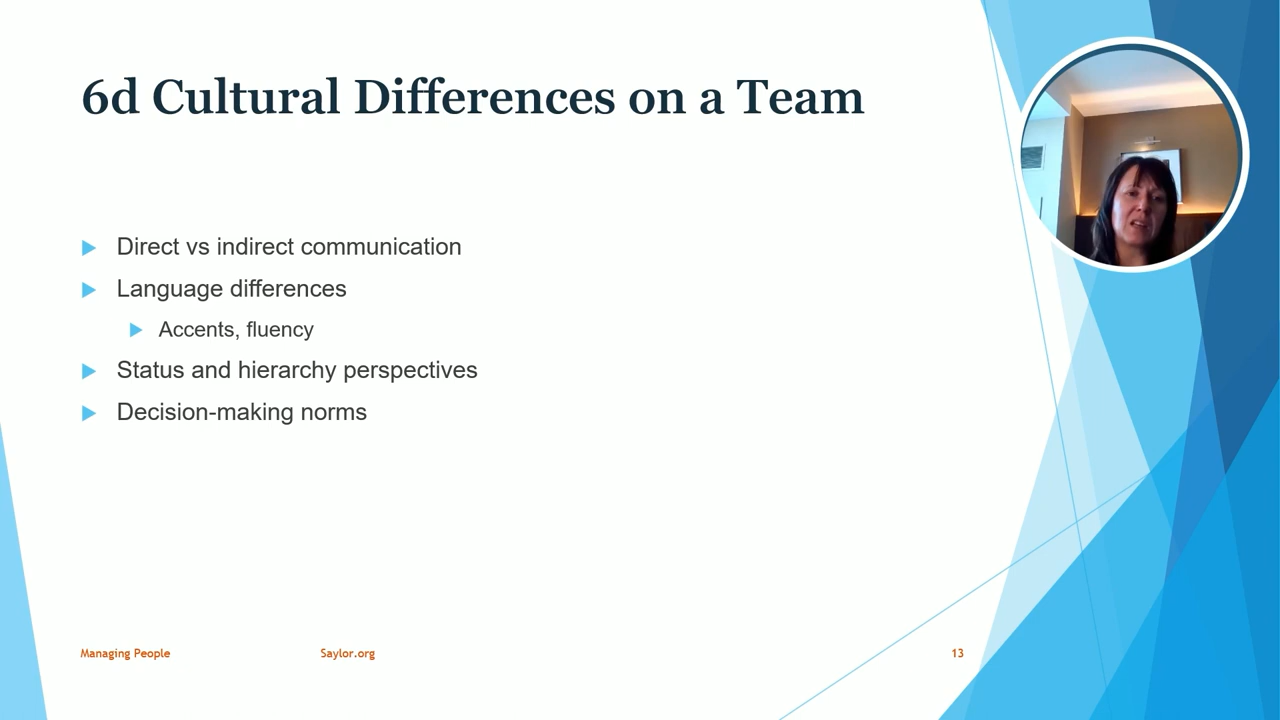 6d Cultural Differences on a Team
Direct vs indirect communication
Language differences
Accents, fluency
Status and hierarchy perspectives
Decision-making norms
Managing People
Saylor.org
13